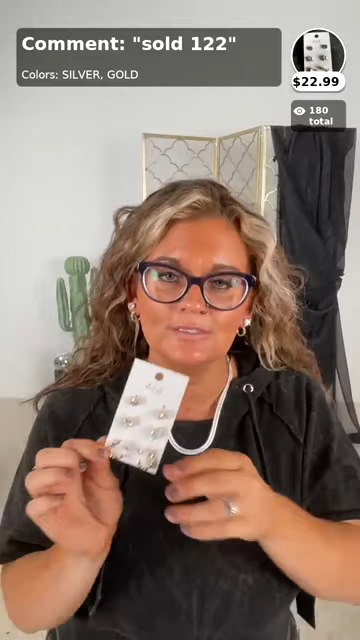 Comment: "sold 122"
Colors: SILVER, GOLD
$22.99
180
total